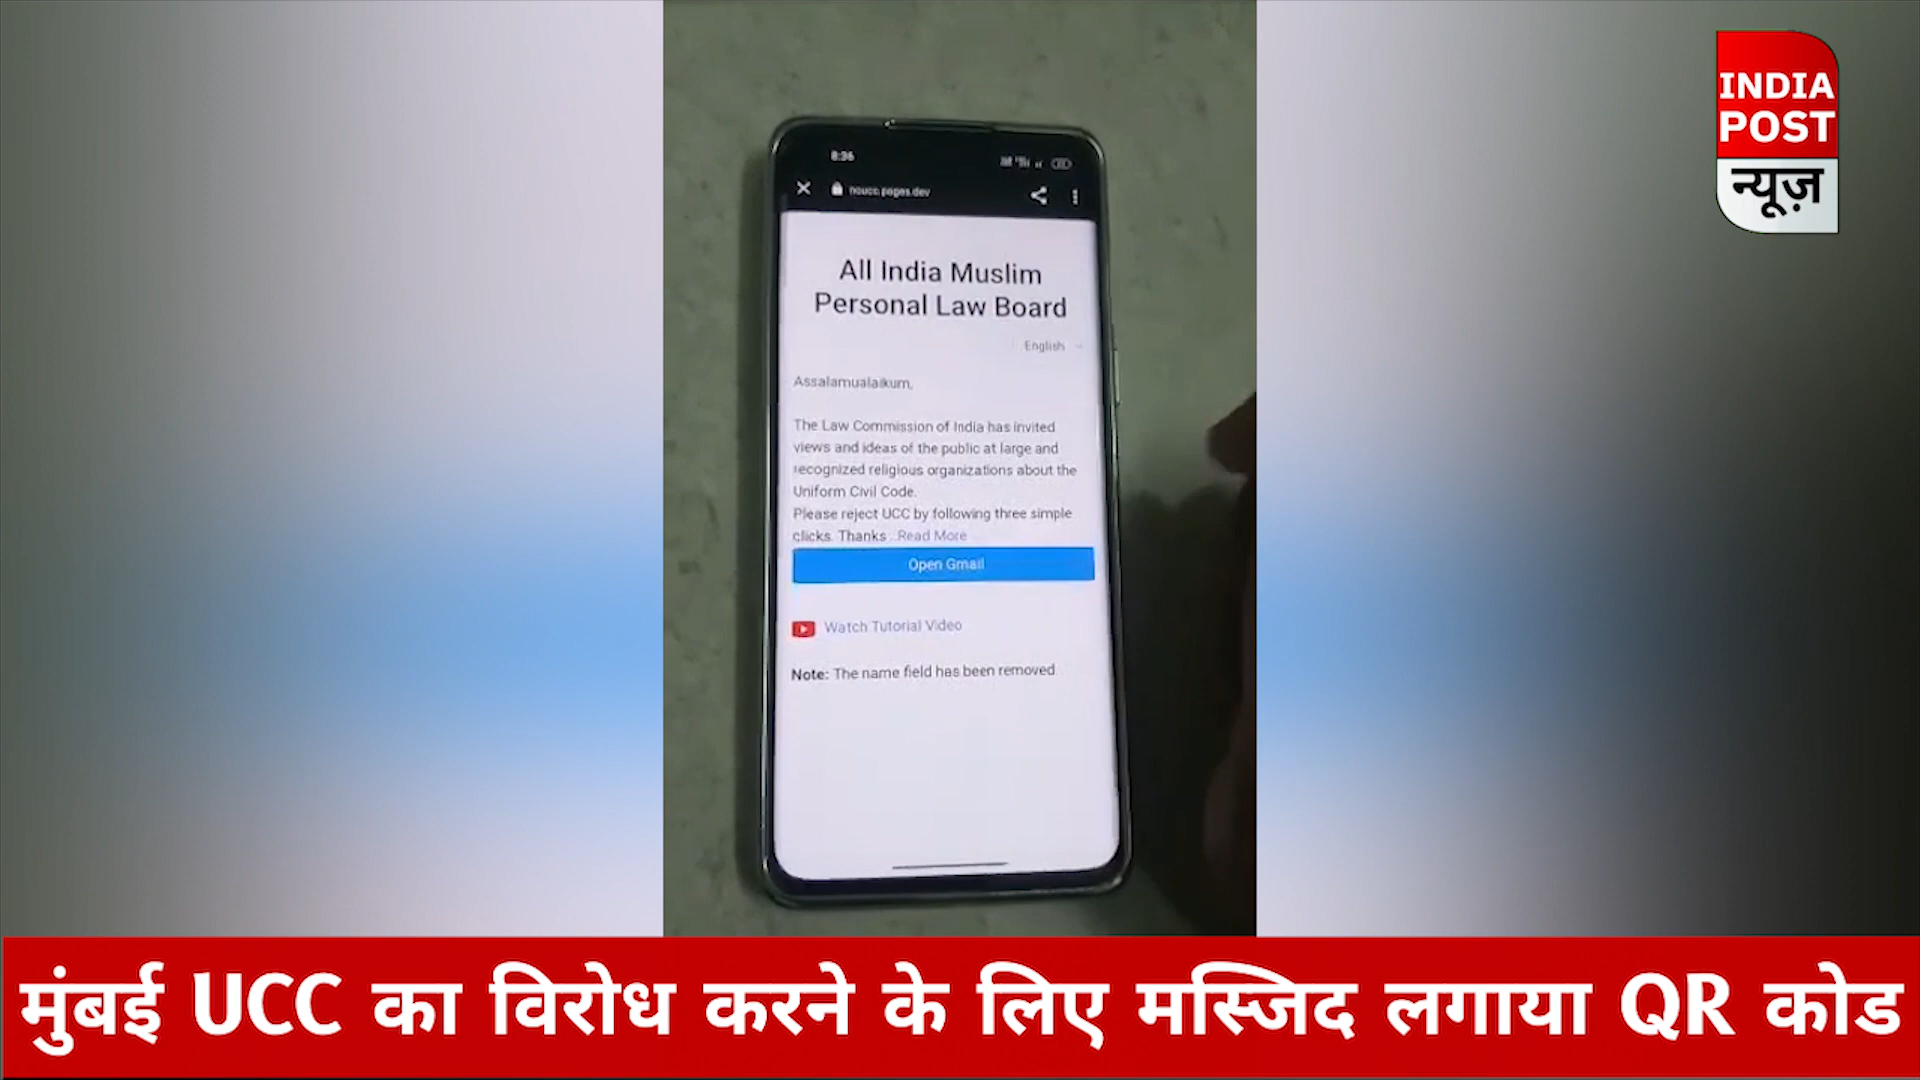 INDIA
POST
न्यूज़
8:36
noucc.pages.dev
All India Muslim
Personal Law Board
English
Assalamualaikum,
The Law Commission of India has invited
views and ideas of the public at large and
recognized religious organizations about the
Uniform Civil Code.
Please reject UCC by following three simple
clicks. Thanks ..Read More
Open Gmail
Watch Tutorial Video
Note: The name field has been removed
मुंबई UCC का विरोध करने के लिए मस्जिद लगाया QR कोड